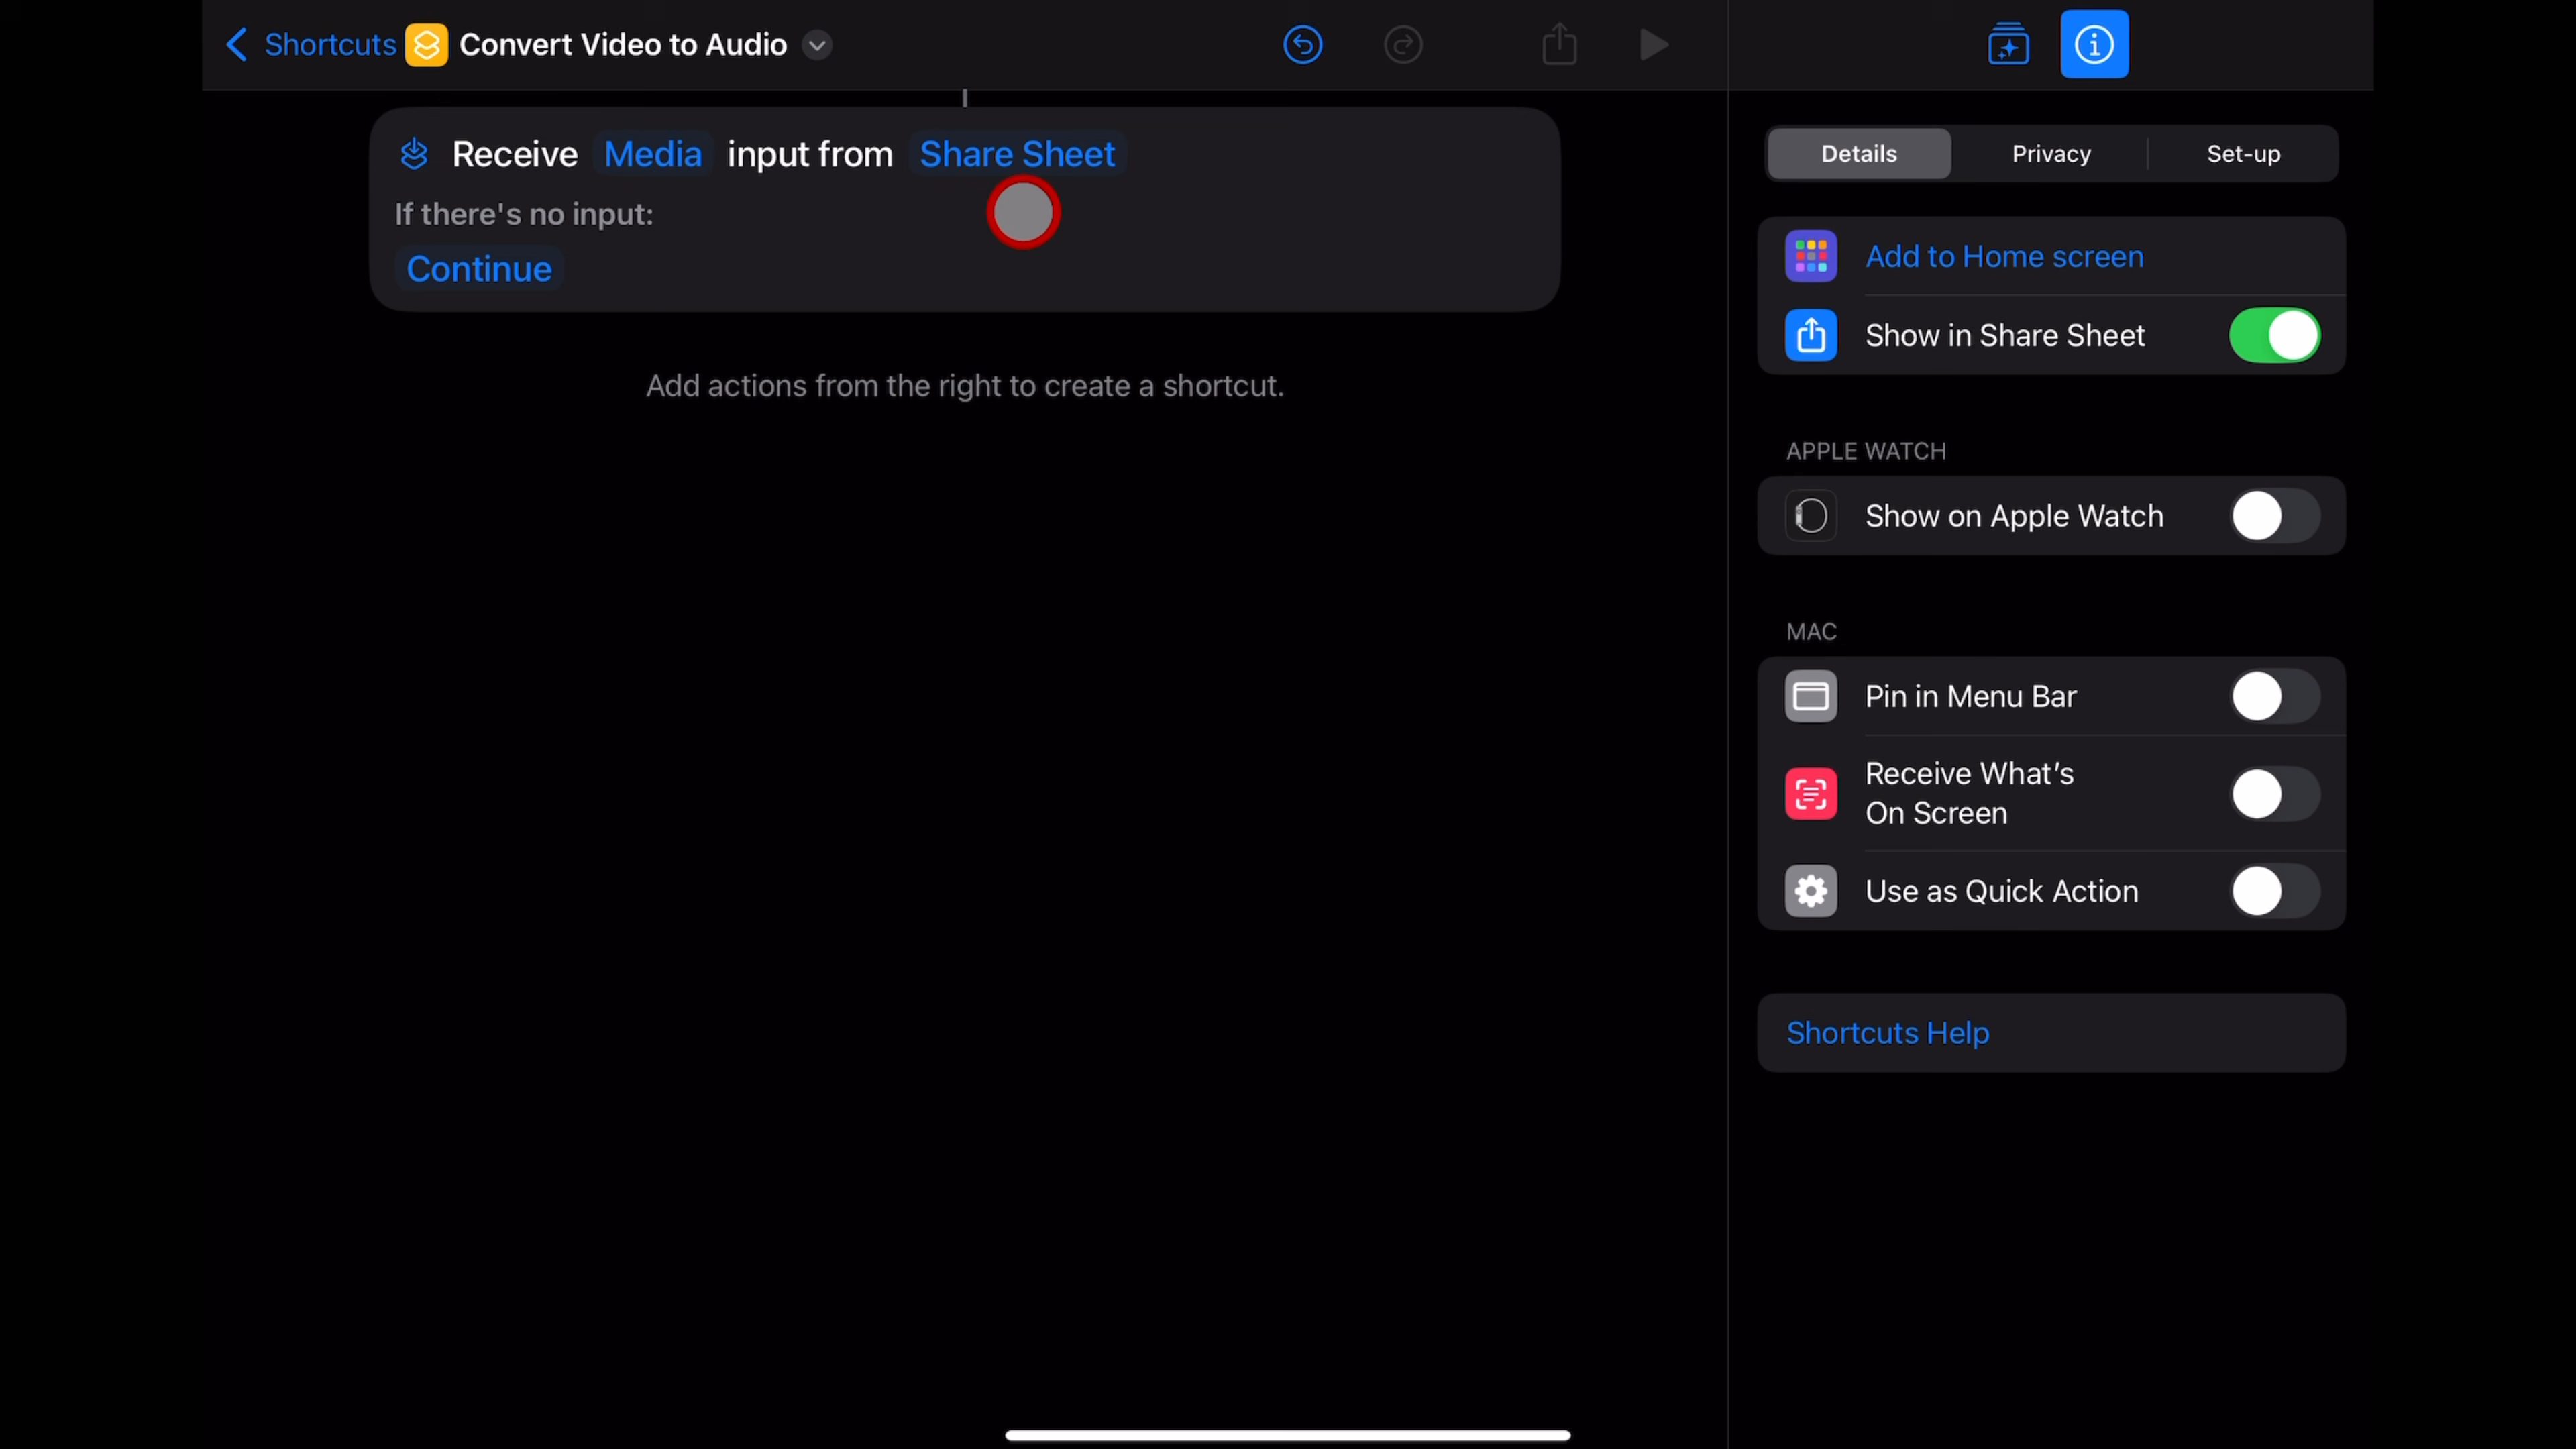 Shortcuts Convert Video to Audio
Receive Media input from Share Sheet
If there's no input:
Continue
Add actions from the right to create a shortcut.
Details Privacy Set-up
Add to Home screen
Show in Share Sheet
APPLE WATCH
Show on Apple Watch
MAC
Pin in Menu Bar
Receive What’s
On Screen
Use as Quick Action
Shortcuts Help